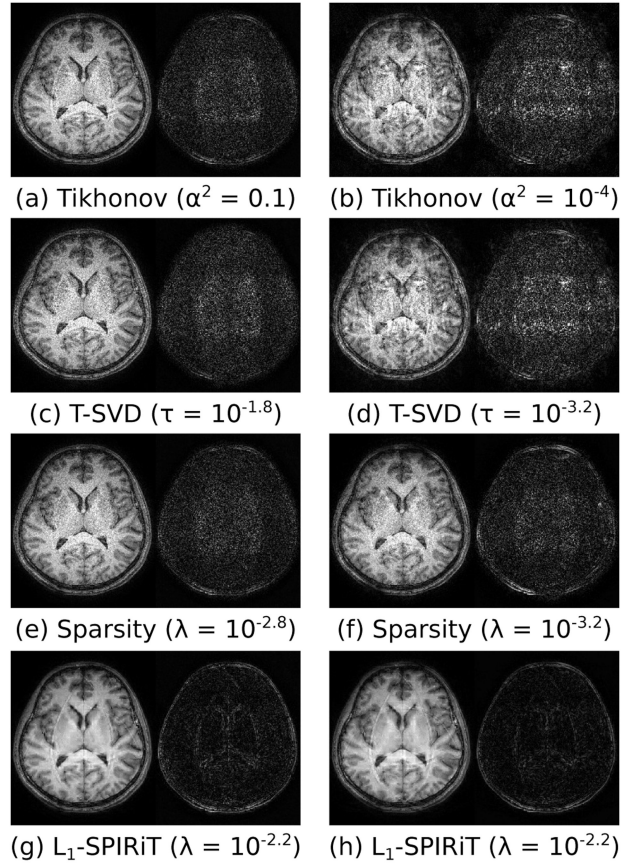 (a) Tikhonov (α² = 0.1)
(b) Tikhonov (α² = 10⁻⁴)
(c) T-SVD (τ = 10⁻¹·⁸)
(d) T-SVD (τ = 10⁻³·²)
(e) Sparsity (λ = 10⁻²·⁸)
(f) Sparsity (λ = 10⁻³·²)
(g) L₁-SPIRiT (λ = 10⁻²·²)
(h) L₁-SPIRiT (λ = 10⁻²·²)